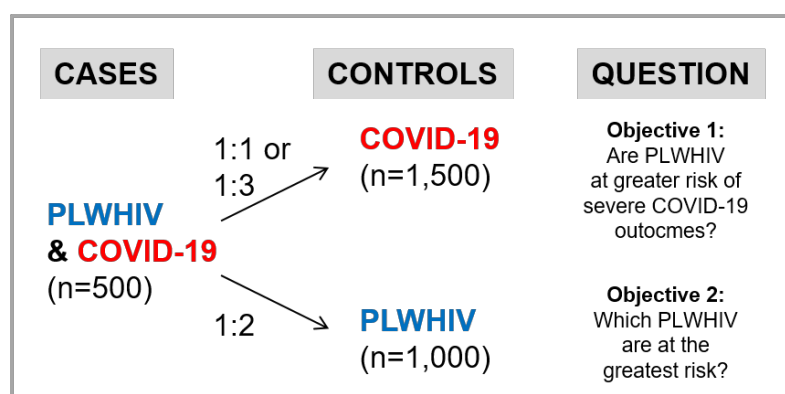 CASES
CONTROLS
QUESTION
PLWHIV
& COVID-19
(n=500)
1:1 or
1:3
1:2
COVID-19
(n=1,500)
PLWHIV
(n=1,000)
Objective 1:
Are PLWHIV
at greater risk of
severe COVID-19
outocmes?
Objective 2:
Which PLWHIV
are at the
greatest risk?